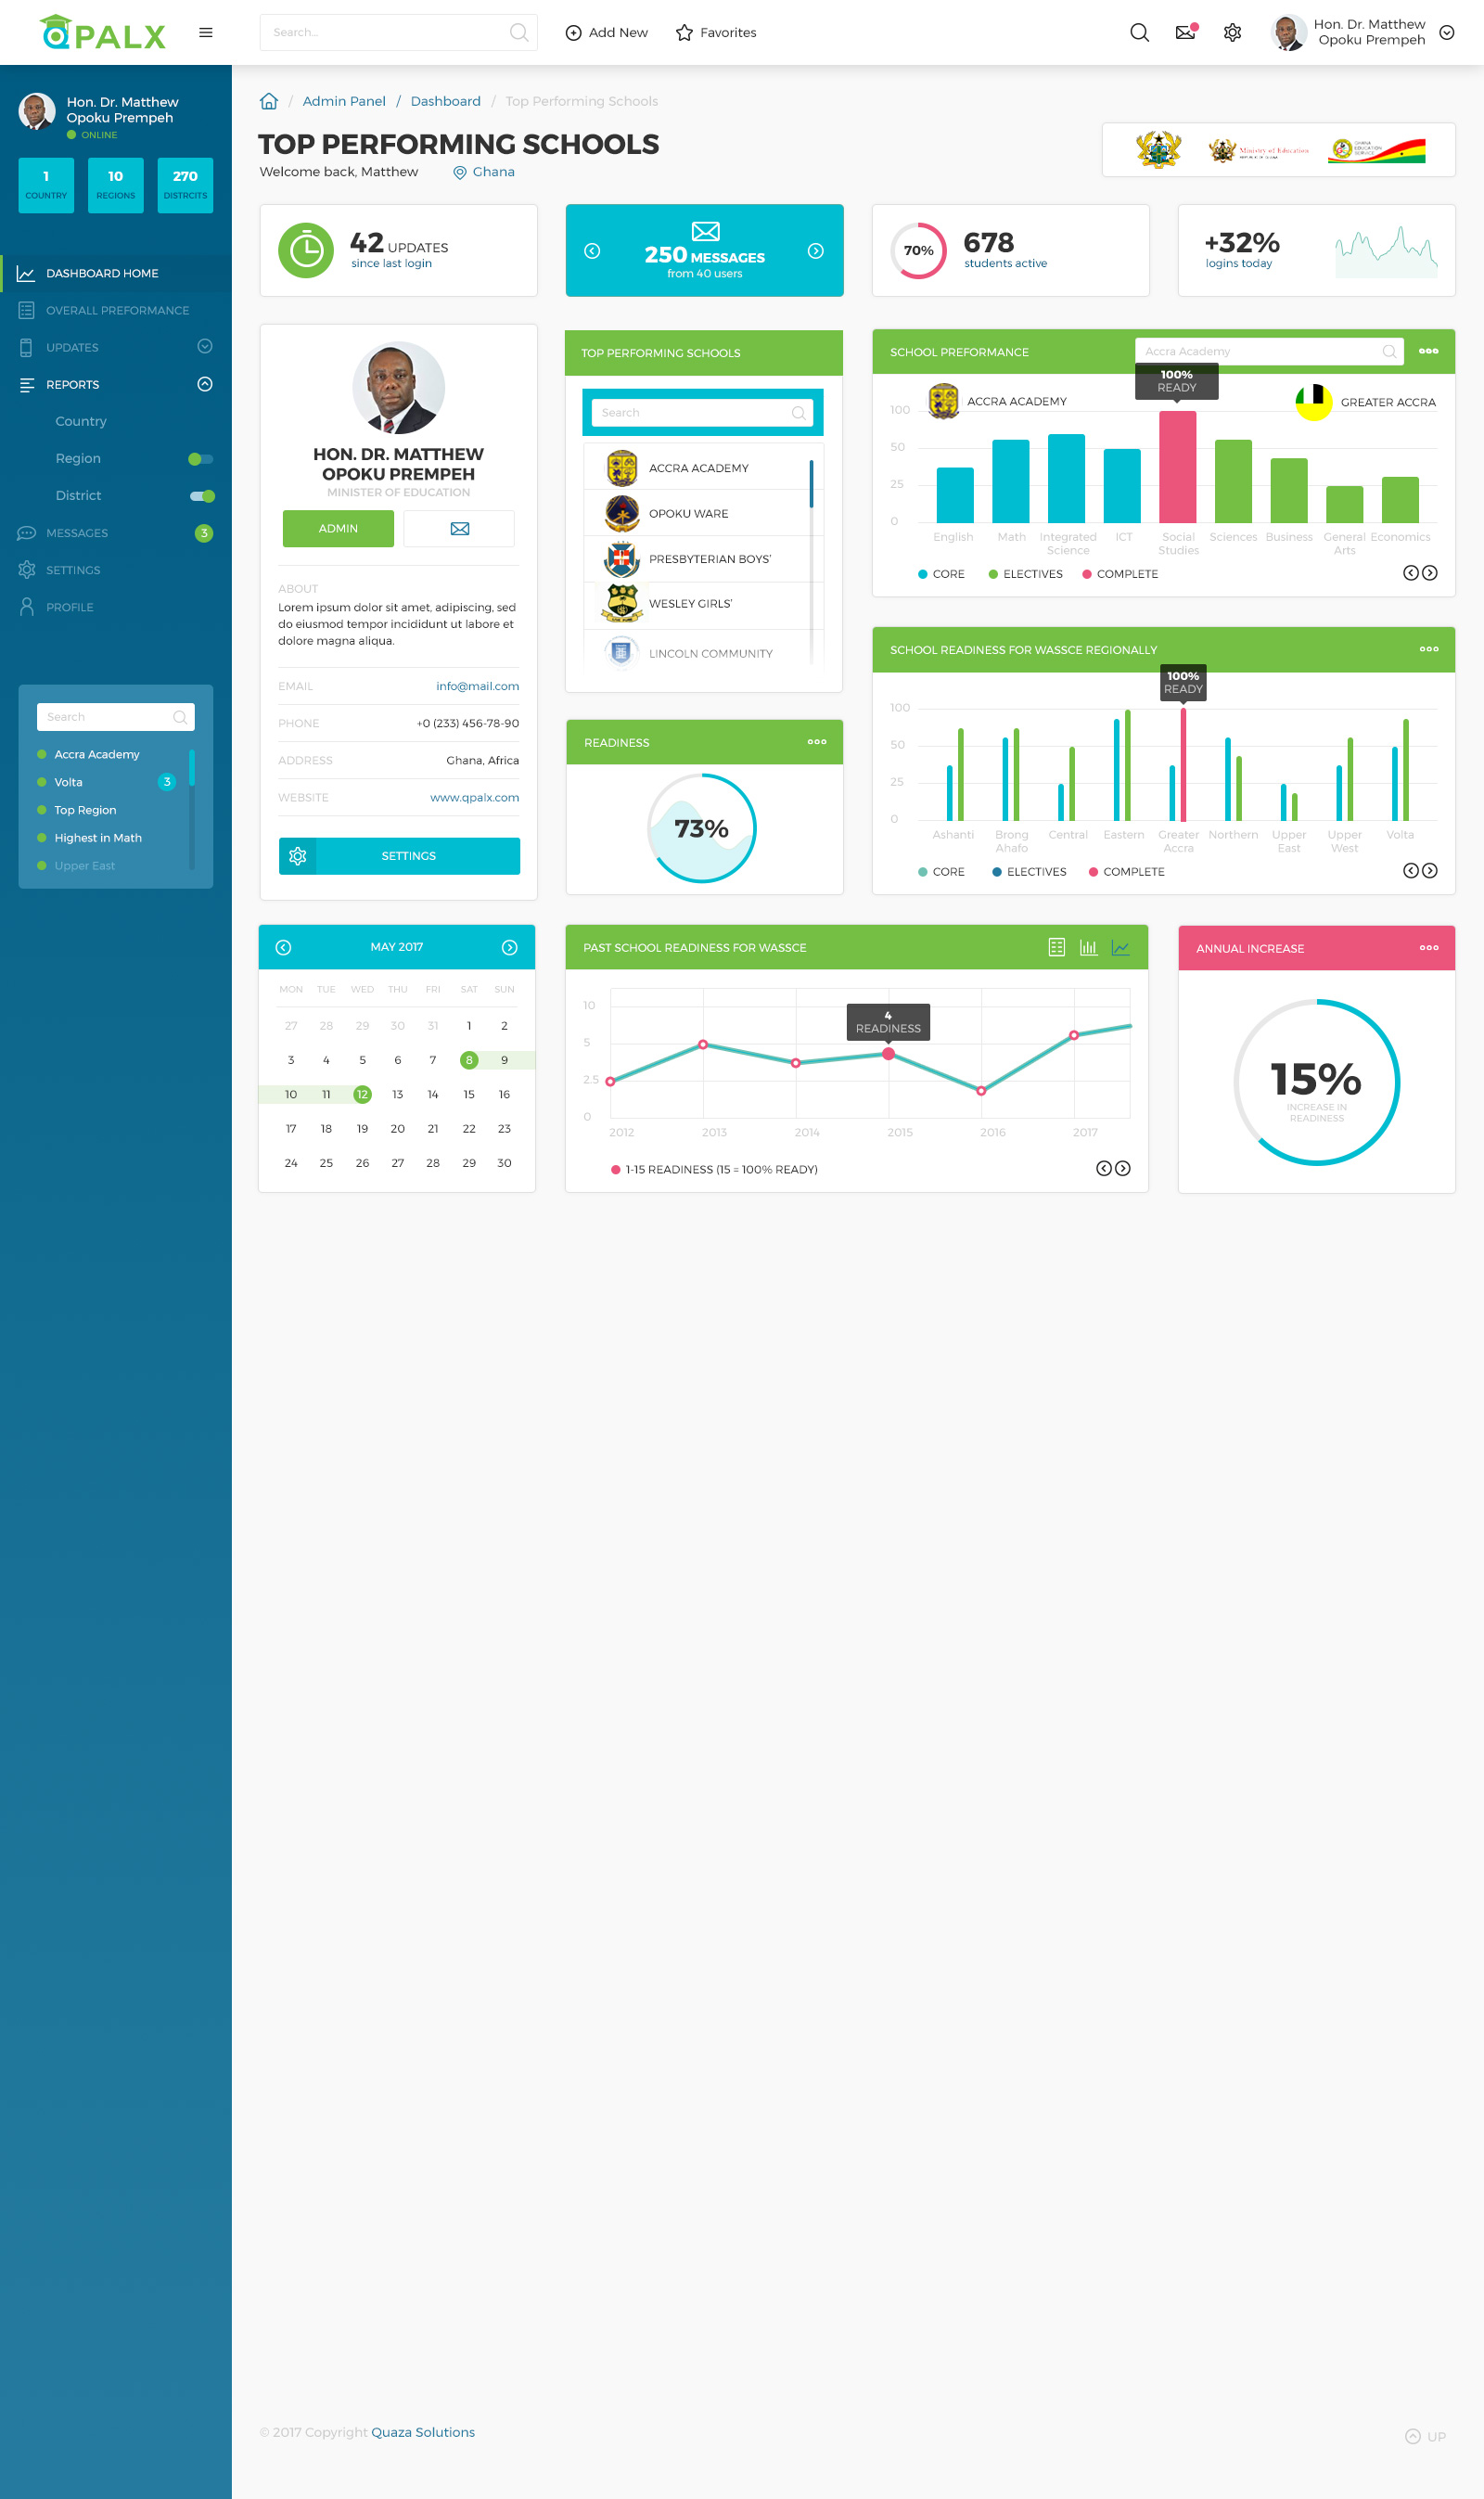 QPALX
Search...
Add New
Favorites
Hon. Dr. Matthew
Opoku Prempeh
Hon. Dr. Matthew
Opoku Prempeh
ONLINE
1
COUNTRY
10
REGIONS
270
DISTRCITS
DASHBOARD HOME
OVERALL PREFORMANCE
UPDATES
REPORTS
Country
Region
District
MESSAGES
3
SETTINGS
PROFILE
Search
Accra Academy
Volta
3
Top Region
Highest in Math
Upper East
/ Admin Panel / Dashboard / Top Performing Schools
TOP PERFORMING SCHOOLS
Welcome back, Matthew
Ghana
Ministry of Education
GHANA
EDUCATION
SERVICE
42 UPDATES
since last login
250 MESSAGES
from 40 users
70%
678
students active
+32%
logins today
HON. DR. MATTHEW
OPOKU PREMPEH
MINISTER OF EDUCATION
ADMIN
ABOUT
Lorem ipsum dolor sit amet, adipiscing, sed
do eiusmod tempor incididunt ut labore et
dolore magna aliqua.
EMAIL info@mail.com
PHONE +0 (233) 456-78-90
ADDRESS Ghana, Africa
WEBSITE www.qpalx.com
SETTINGS
TOP PERFORMING SCHOOLS
Search
ACCRA ACADEMY
OPOKU WARE
PRESBYTERIAN BOYS'
WESLEY GIRLS'
LINCOLN COMMUNITY
READINESS
73%
SCHOOL PREFORMANCE
Accra Academy
100%
READY
ACCRA ACADEMY
GREATER ACCRA
100
50
25
0
English
Math
Integrated
Science
ICT
Social
Studies
Sciences
Business
General
Arts
Economics
CORE
ELECTIVES
COMPLETE
SCHOOL READINESS FOR WASSCE REGIONALLY
100%
READY
100
50
25
0
Ashanti
Brong
Ahafo
Central
Eastern
Greater
Accra
Northern
Upper
East
Upper
West
Volta
CORE
ELECTIVES
COMPLETE
MAY 2017
MON TUE WED THU FRI SAT SUN
27 28 29 30 31 1 2
3 4 5 6 7 8 9
10 11 12 13 14 15 16
17 18 19 20 21 22 23
24 25 26 27 28 29 30
PAST SCHOOL READINESS FOR WASSCE
10
5
2.5
0
4
READINESS
2012 2013 2014 2015 2016 2017
1-15 READINESS (15 = 100% READY)
ANNUAL INCREASE
15%
INCREASE IN
READINESS
© 2017 Copyright Quaza Solutions
UP